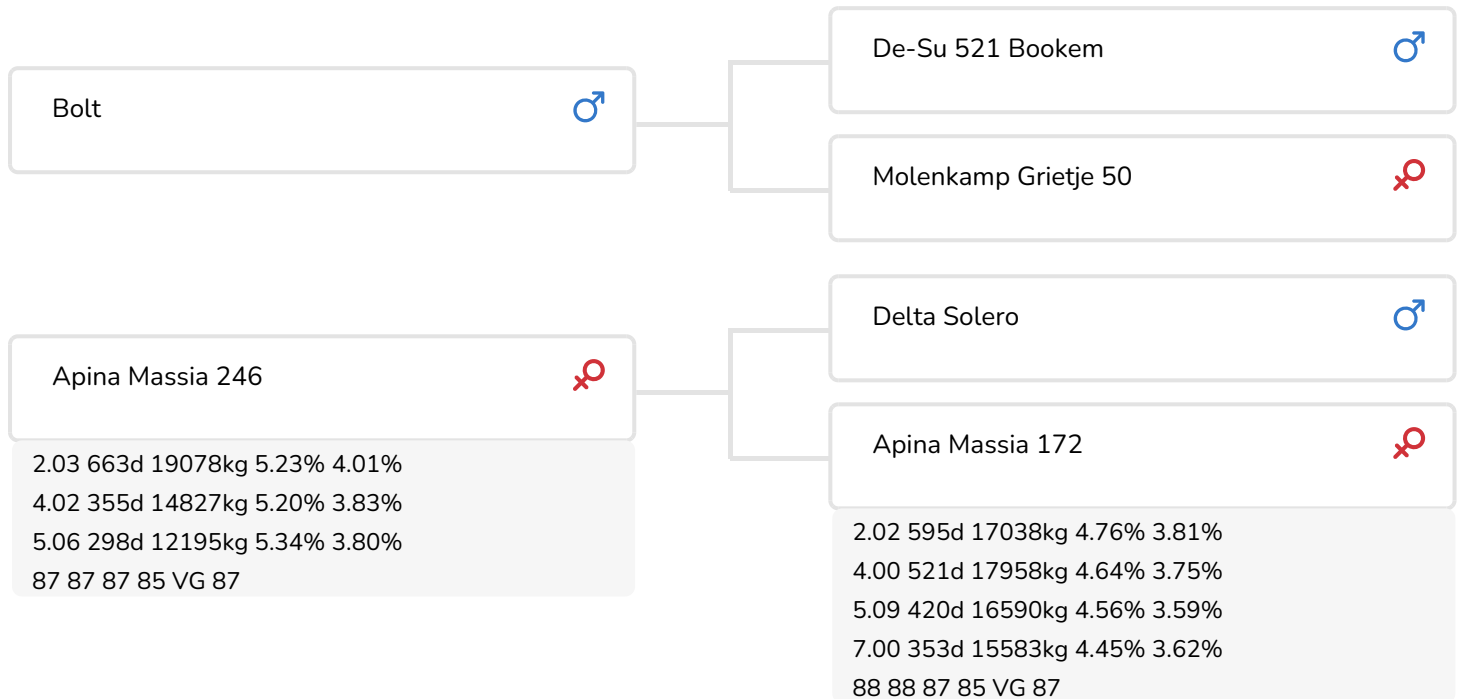 De-Su 521 Bookem
Bolt
Molenkamp Grietje 50
Delta Solero
Apina Massia 246
2.03 663d 19078kg 5.23% 4.01%
4.02 355d 14827kg 5.20% 3.83%
5.06 298d 12195kg 5.34% 3.80%
87 87 87 85 VG 87
Apina Massia 172
2.02 595d 17038kg 4.76% 3.81%
4.00 521d 17958kg 4.64% 3.75%
5.09 420d 16590kg 4.56% 3.59%
7.00 353d 15583kg 4.45% 3.62%
88 88 87 85 VG 87